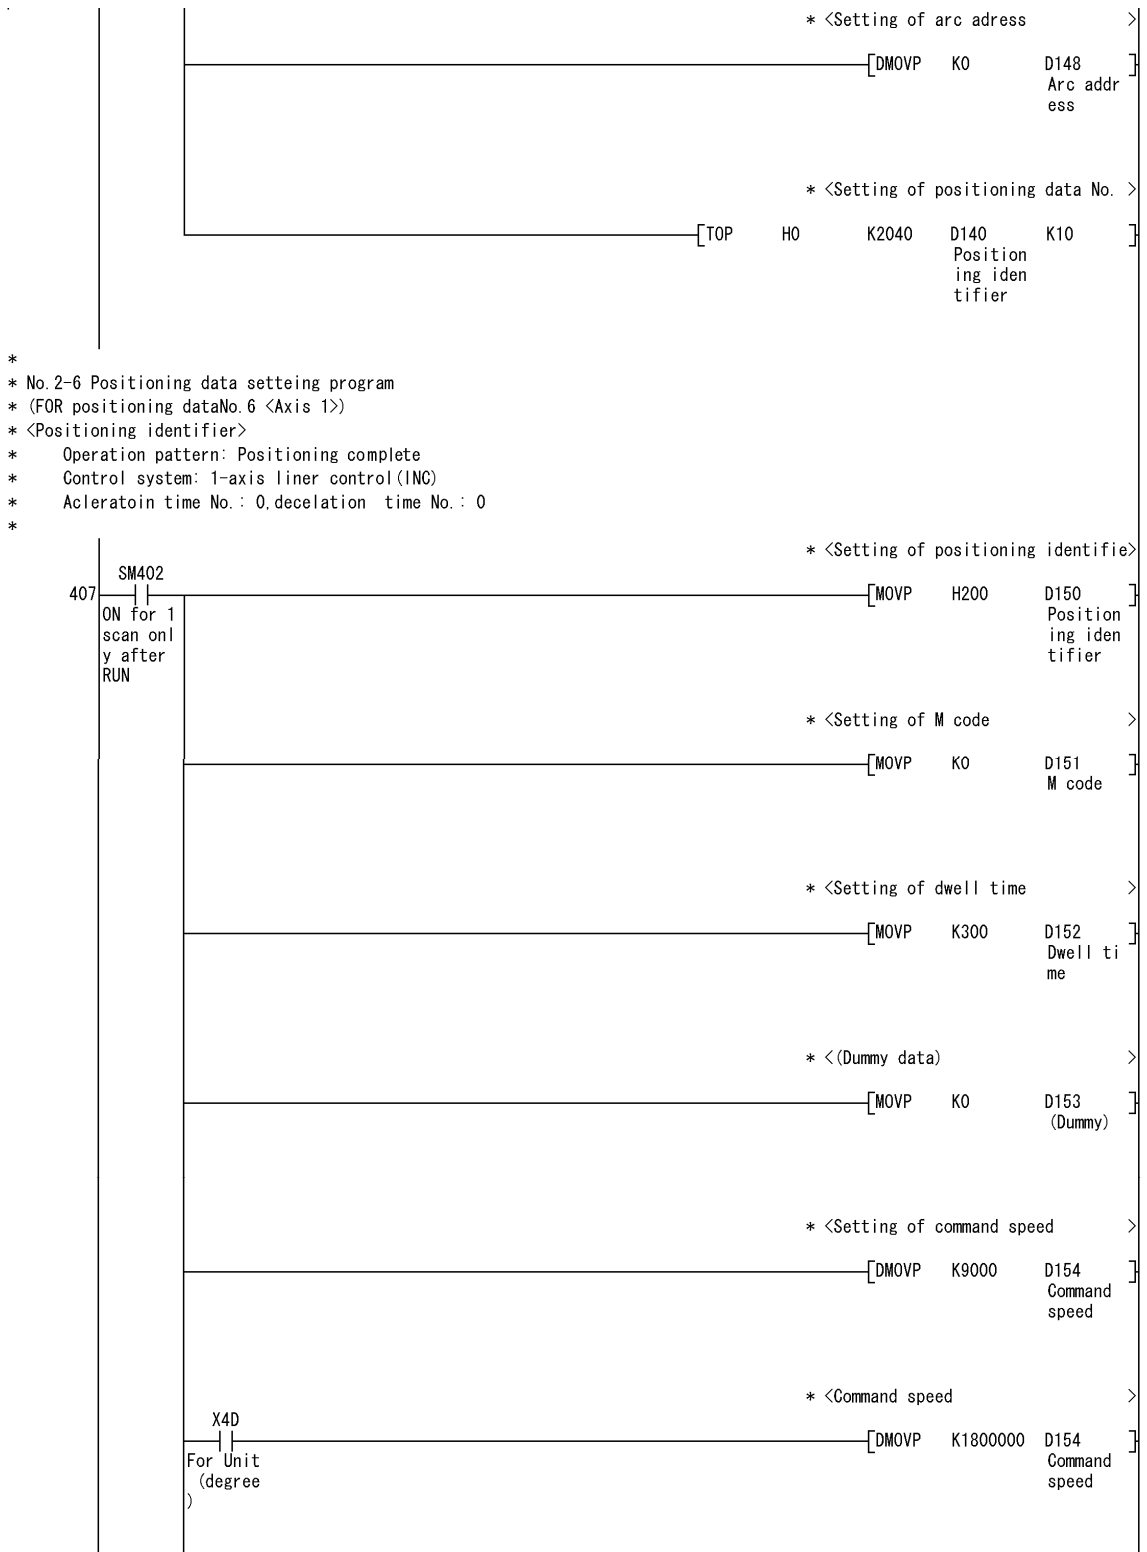 * <Setting of arc adress >
DMOVP K0 D148
Arc addr
ess
* <Setting of positioning data No. >
TOP H0 K2040 D140 K10
Position
ing iden
tifier
*
* No.2-6 Positioning data setteing program
* (FOR positioning dataNo.6 <Axis 1>)
* <Positioning identifier>
* Operation pattern: Positioning complete
* Control system: 1-axis liner control(INC)
* Acleratoin time No.: 0,decelation time No.: 0
*
* <Setting of positioning identifie>
SM402
407 MOVP H200 D150
ON for 1
scan onl
y after
RUN
Position
ing iden
tifier
* <Setting of M code >
MOVP K0 D151
M code
* <Setting of dwell time >
MOVP K300 D152
Dwell ti
me
* <(Dummy data) >
MOVP K0 D153
(Dummy)
* <Setting of command speed >
DMOVP K9000 D154
Command
speed
* <Command speed >
X4D
DMOVP K1800000 D154
For Unit
(degree
)
Command
speed